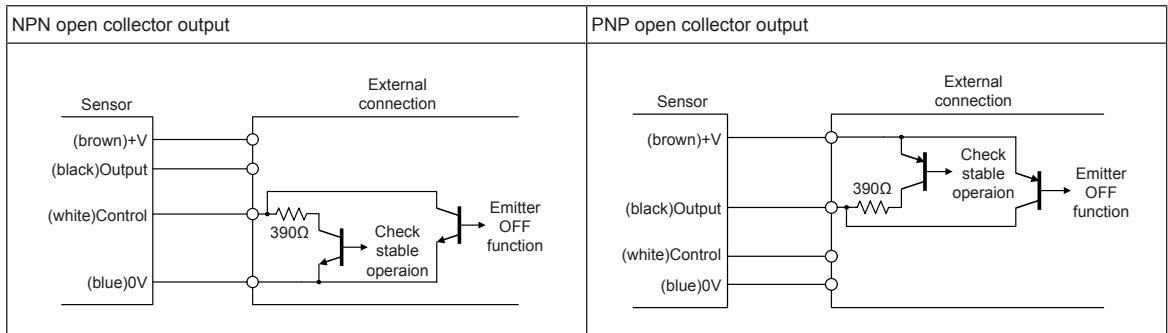 NPN open collector output
Sensor
External
connection
(brown)+V
(black)Output
(white)Control
390Ω
Check
stable
operaion
Emitter
OFF
function
(blue)0V
PNP open collector output
Sensor
External
connection
(brown)+V
Check
stable
operaion
390Ω
Emitter
OFF
function
(black)Output
(white)Control
(blue)0V